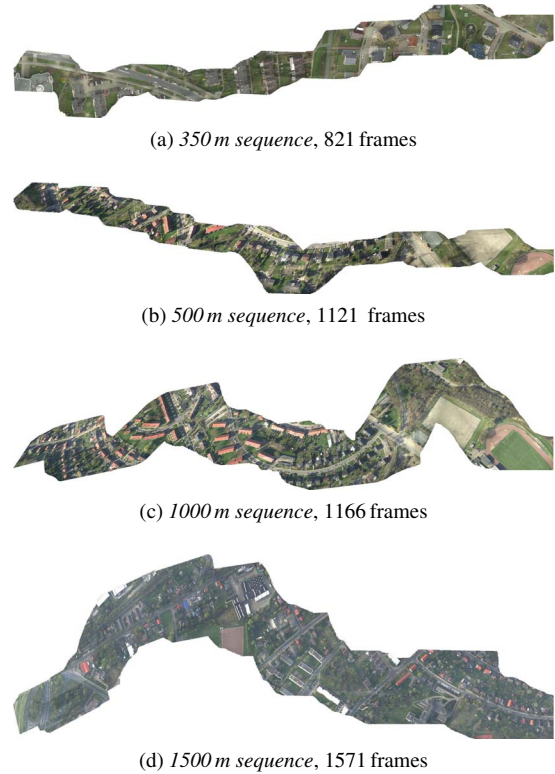 (a) 350 m sequence, 821 frames
(b) 500 m sequence, 1121 frames
(c) 1000 m sequence, 1166 frames
(d) 1500 m sequence, 1571 frames